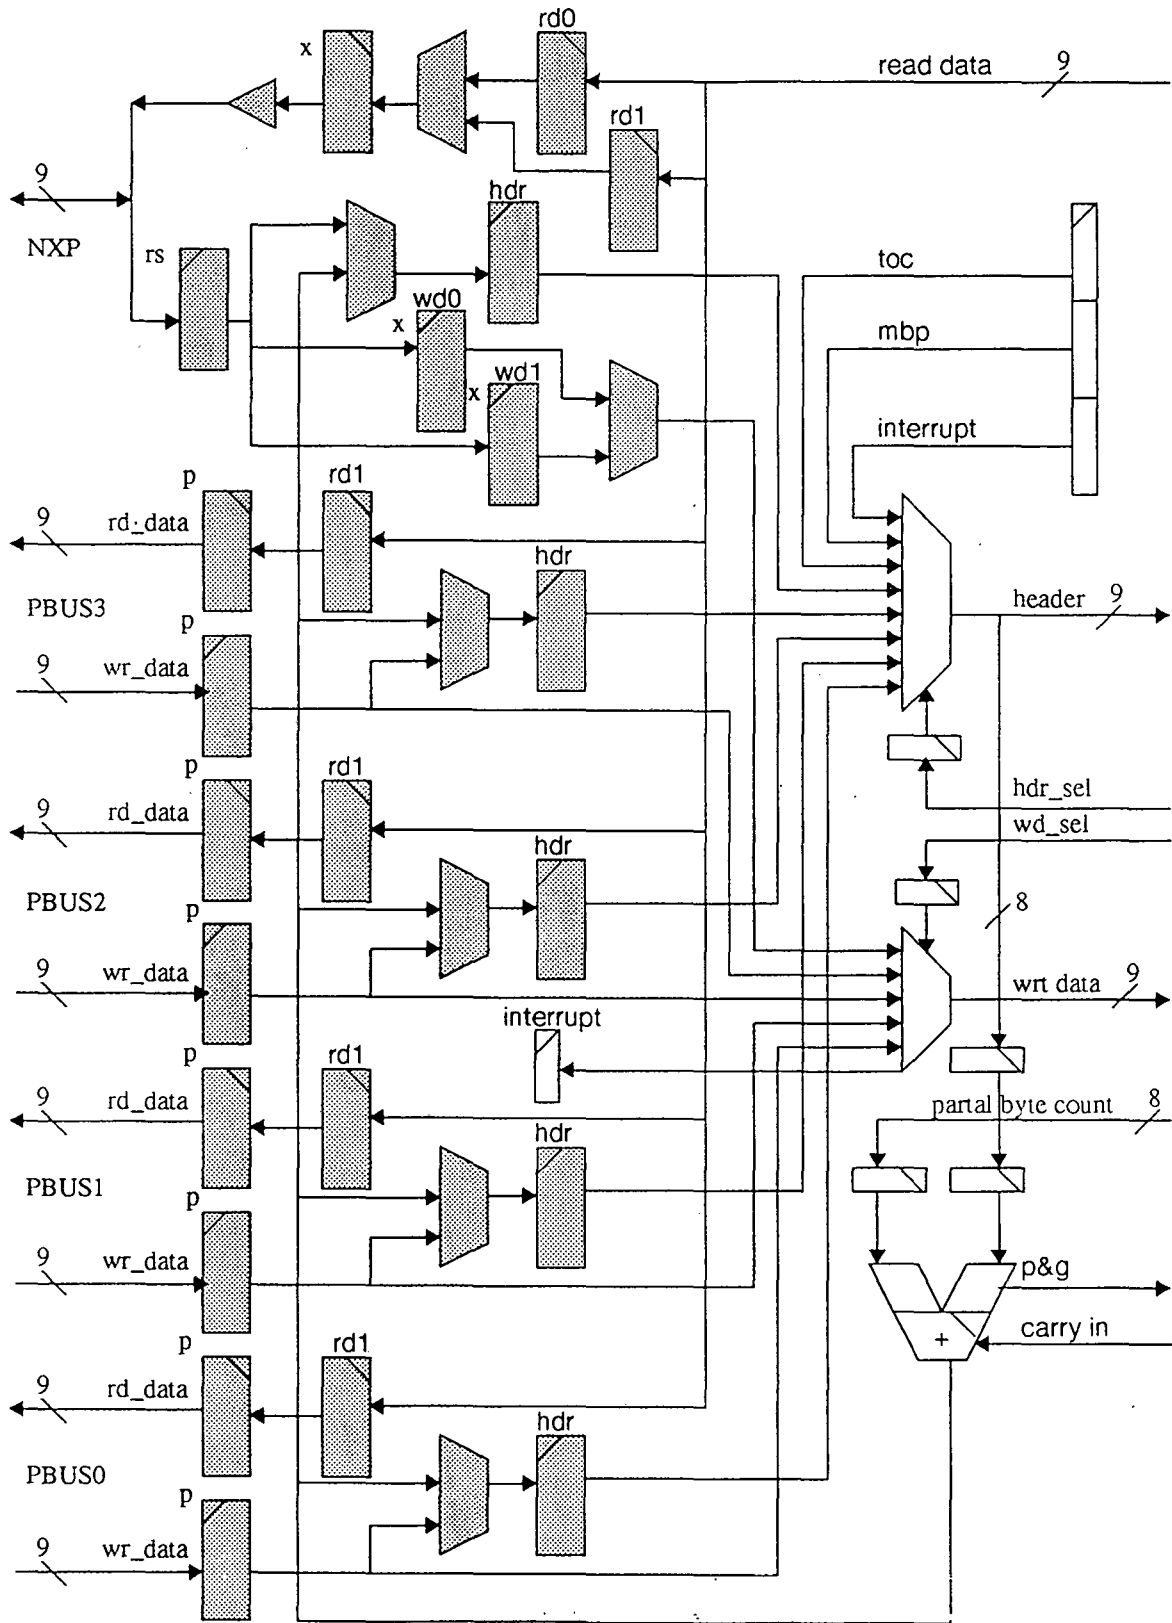 rd0
x
read data
9
rd1
9
hdr
NXP
rs
toc
wd0
x
mbp
wd1
x
interrupt
p
rd1
9
rd_data
hdr
PBUS3
header
9
p
9
wr_data
p
rd1
hdr_sel
9
rd_data
wd_sel
hdr
PBUS2
8
p
9
wr_data
wrt data
9
interrupt
p
rd1
9
rd_data
partal byte count
8
hdr
PBUS1
p
9
wr_data
p&g
carry in
+
p
rd1
9
rd_data
hdr
PBUS0
p
9
wr_data